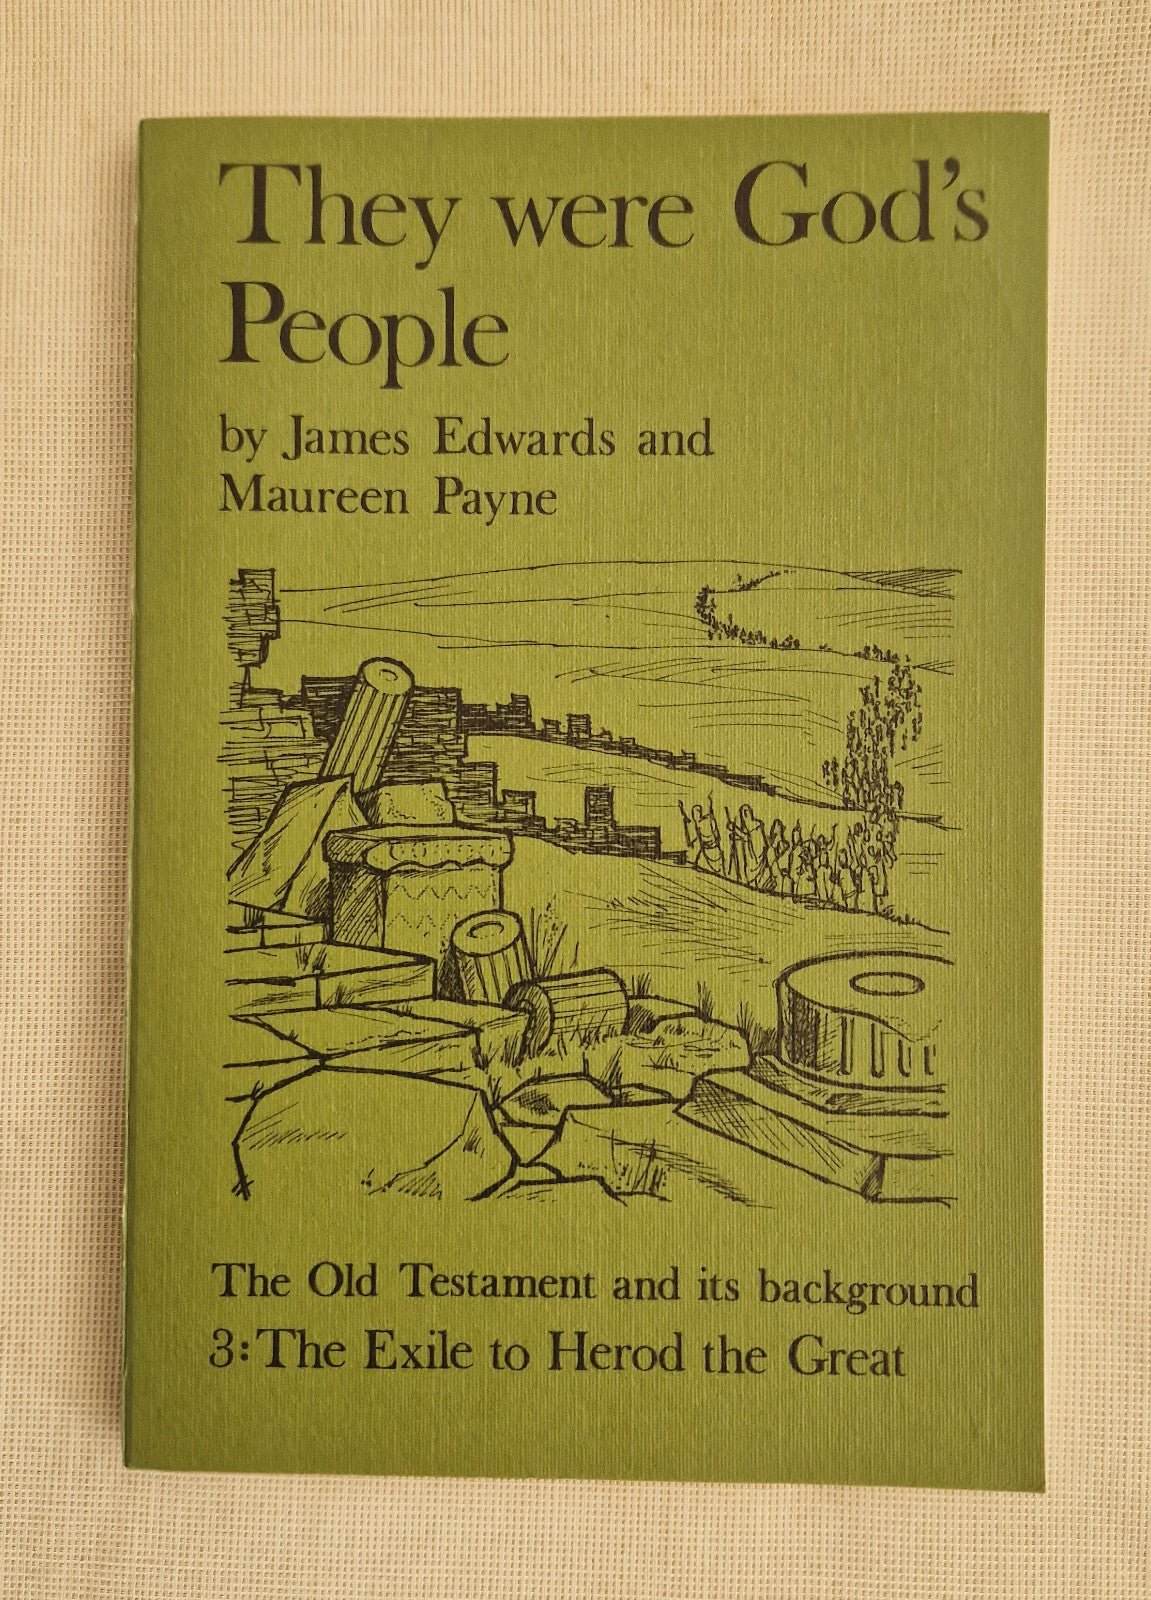 They were God's
People
by James Edwards and
Maureen Payne
The Old Testament and its background
3: The Exile to Herod the Great